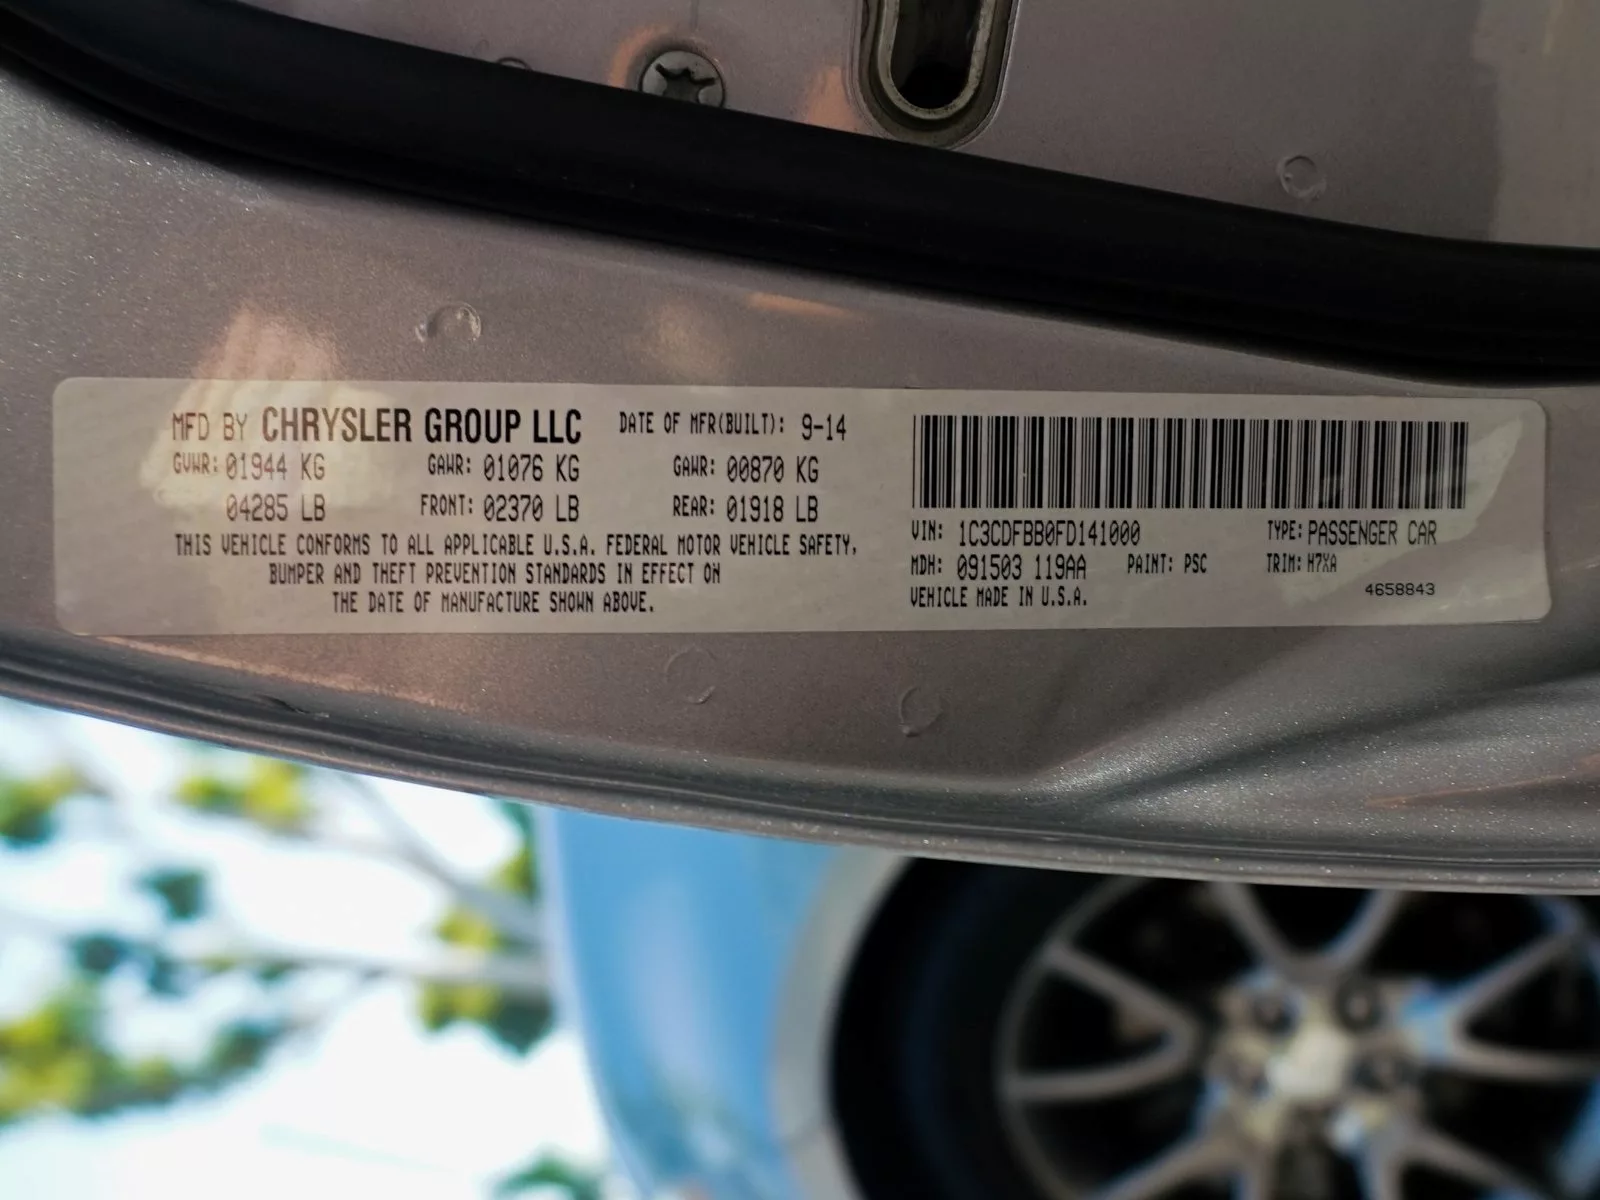 MFD BY CHRYSLER GROUP LLC DATE OF MFR(BUILT): 9-14
GVWR: 01944 KG GAWR: 01076 KG GAWR: 00870 KG
04285 LB FRONT: 02370 LB REAR: 01918 LB
THIS VEHICLE CONFORMS TO ALL APPLICABLE U.S.A. FEDERAL MOTOR VEHICLE SAFETY,
BUMPER AND THEFT PREVENTION STANDARDS IN EFFECT ON
THE DATE OF MANUFACTURE SHOWN ABOVE.
VIN: 1C3CDFBB0FD141000 TYPE: PASSENGER CAR
MDH: 091503 119AA PAINT: PSC TRIM: H7XA
VEHICLE MADE IN U.S.A. 4658843